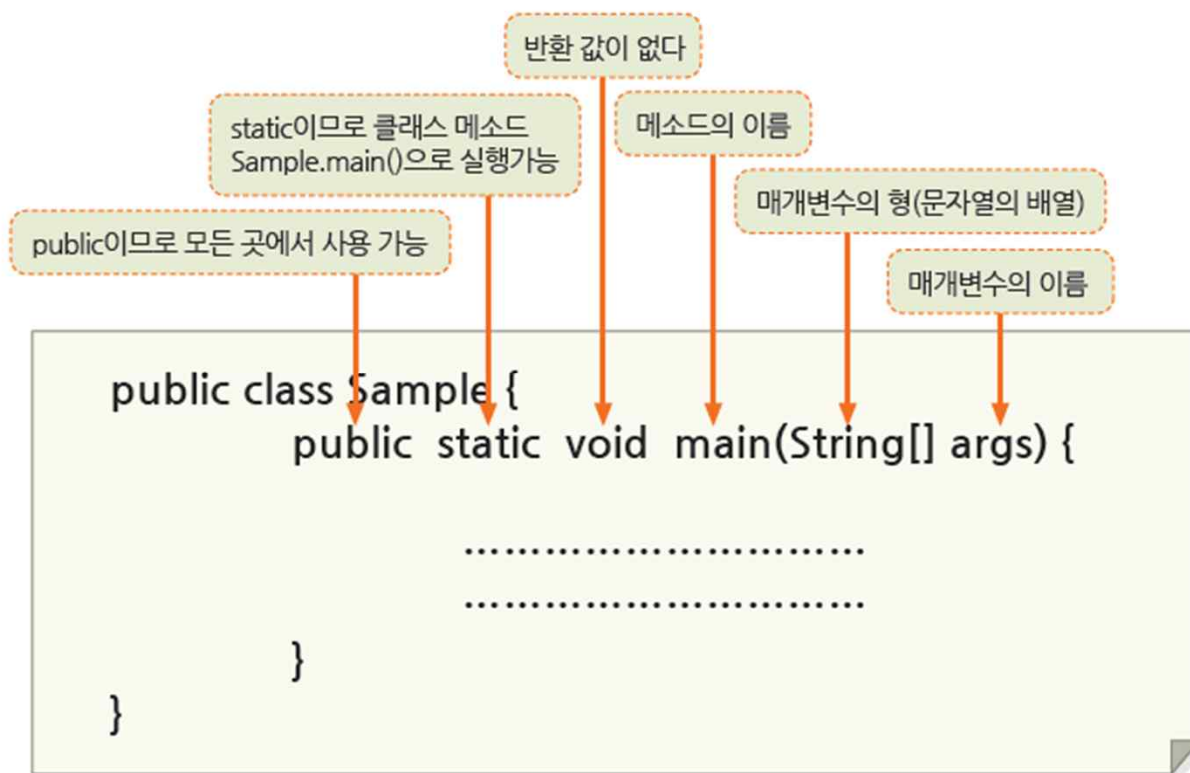 반환 값이 없다
static이므로 클래스 메소드
Sample.main()으로 실행가능
메소드의 이름
매개변수의 형(문자열의 배열)
public이므로 모든 곳에서 사용 가능
매개변수의 이름
public class Sample {
public static void main(String[] args) {
……………………………
……………………………
}
}